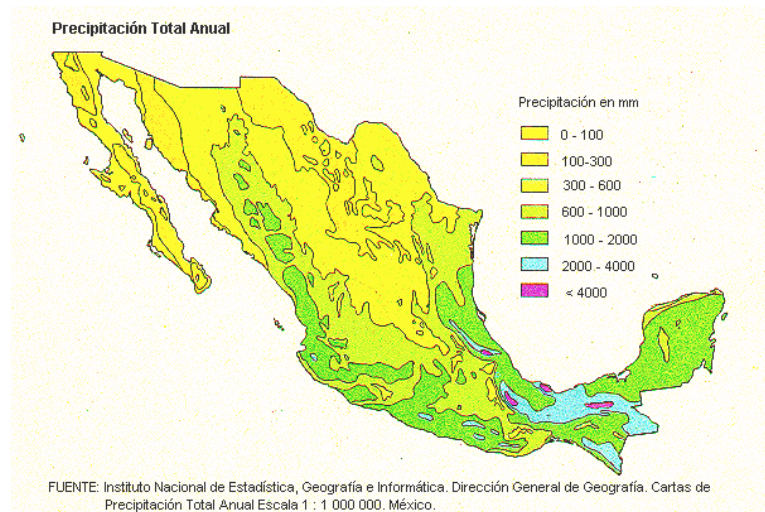 Precipitación Total Anual
Precipitación en mm
0 - 100
100-300
300 - 600
600 - 1000
1000 - 2000
2000 - 4000
< 4000
FUENTE: Instituto Nacional de Estadística, Geografía e Informática. Dirección General de Geografía. Cartas de
Precipitación Total Anual Escala 1 : 1 000 000. México.